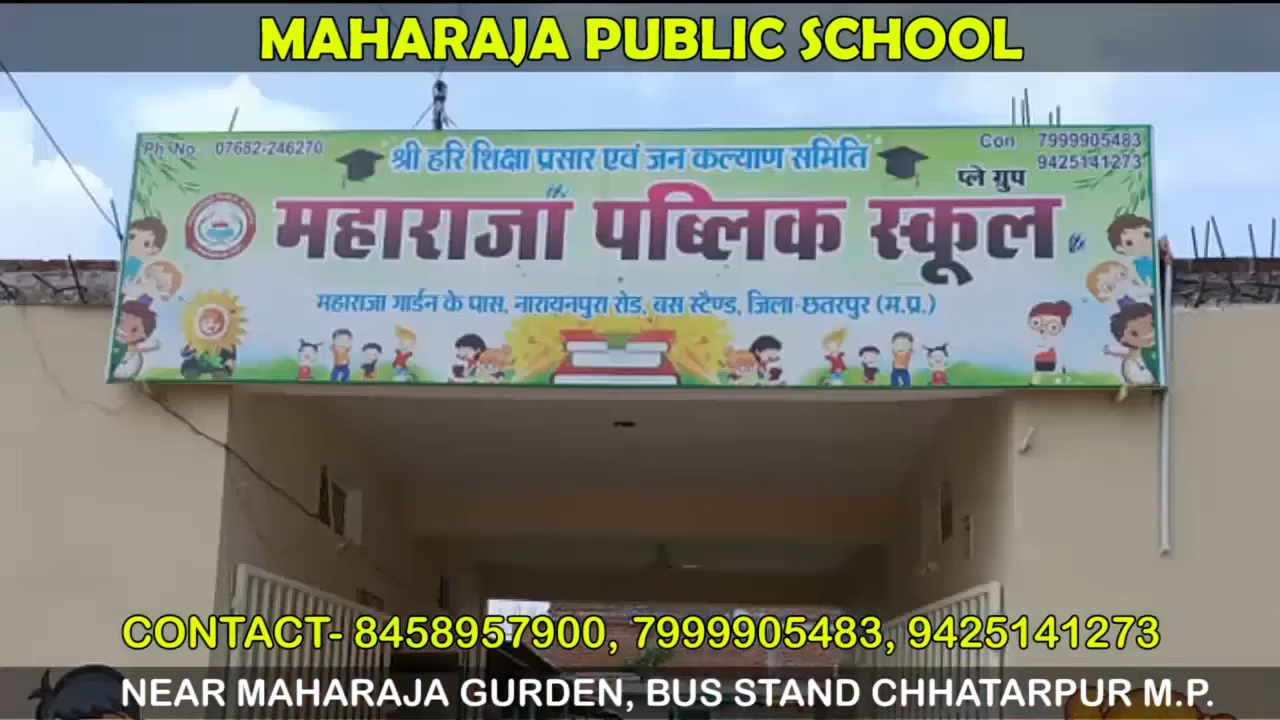 MAHARAJA PUBLIC SCHOOL
Ph. No. 07682-246270
Con 7999905483
9425141273
श्री हरि शिक्षा प्रसार एवं जन कल्याण समिति
प्ले ग्रुप
महाराजा पब्लिक स्कूल
महाराजा गार्डन के पास, नारायनपुरा रोड, बस स्टैण्ड, जिला-छतरपुर (म.प्र.)
CONTACT- 8458957900, 7999905483, 9425141273
NEAR MAHARAJA GURDEN, BUS STAND CHHATARPUR M.P.